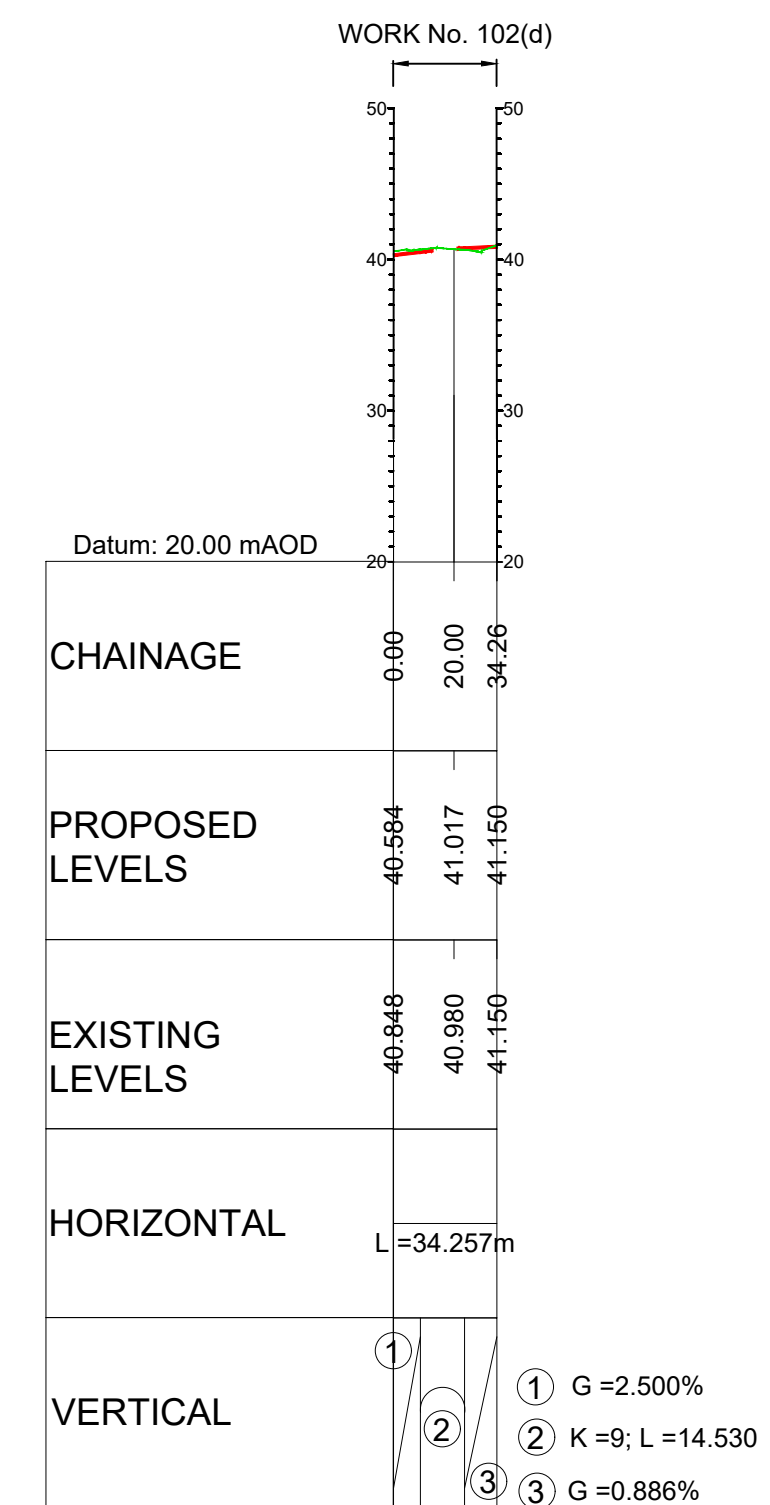 WORK No. 102(d)
50 50
40 40
30 30
Datum: 20.00 mAOD
20 20
CHAINAGE
0.00 20.00 34.26
PROPOSED
LEVELS
40.584 41.017 41.150
EXISTING
LEVELS
40.848 40.980 41.150
HORIZONTAL
L =34.257m
VERTICAL
1
2
3
1 G =2.500%
2 K =9; L =14.530
3 G =0.886%